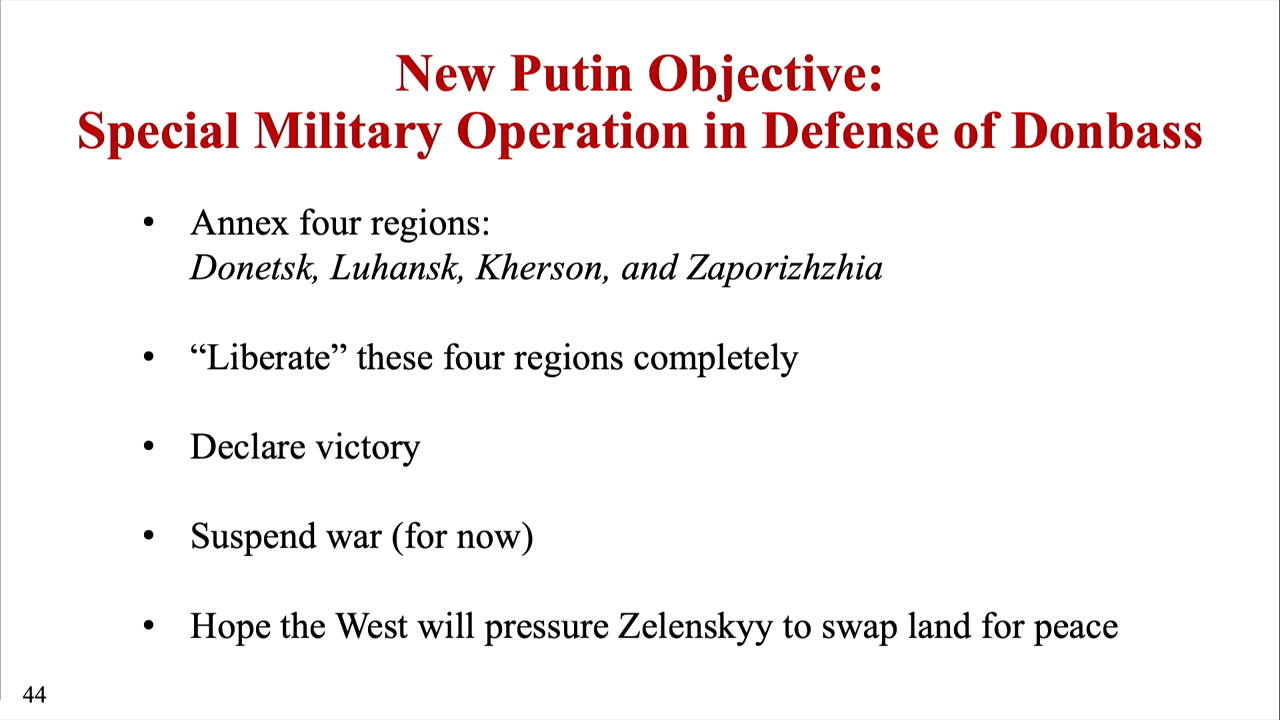 New Putin Objective:
Special Military Operation in Defense of Donbass
• Annex four regions:
Donetsk, Luhansk, Kherson, and Zaporizhzhia
• “Liberate” these four regions completely
• Declare victory
• Suspend war (for now)
• Hope the West will pressure Zelenskyy to swap land for peace
44